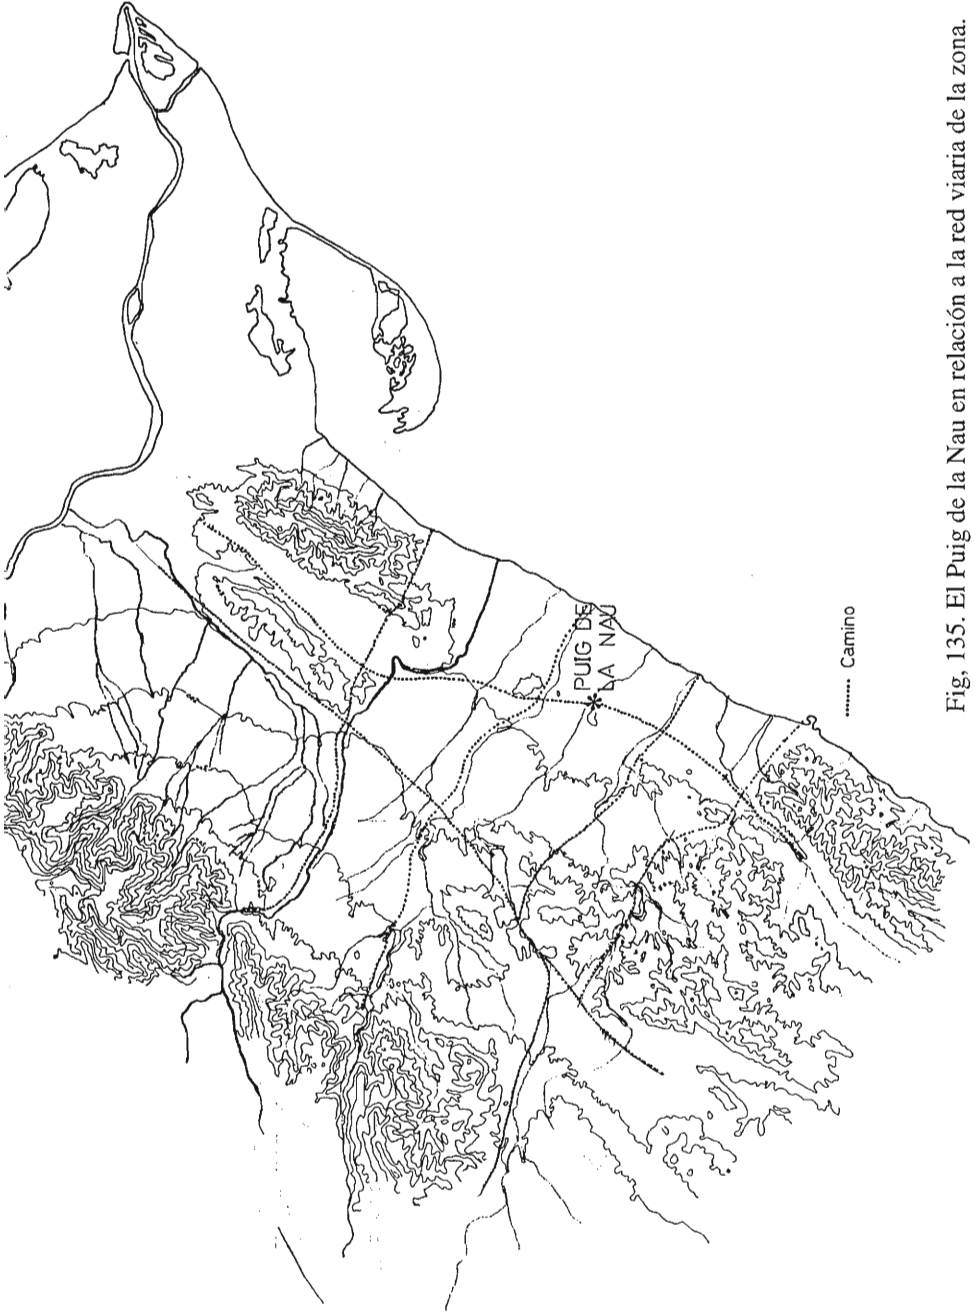 PUIG DE
LA NAU
Camino
Fig, 135. El Puig de la Nau en relación a la red viaria de la zona.